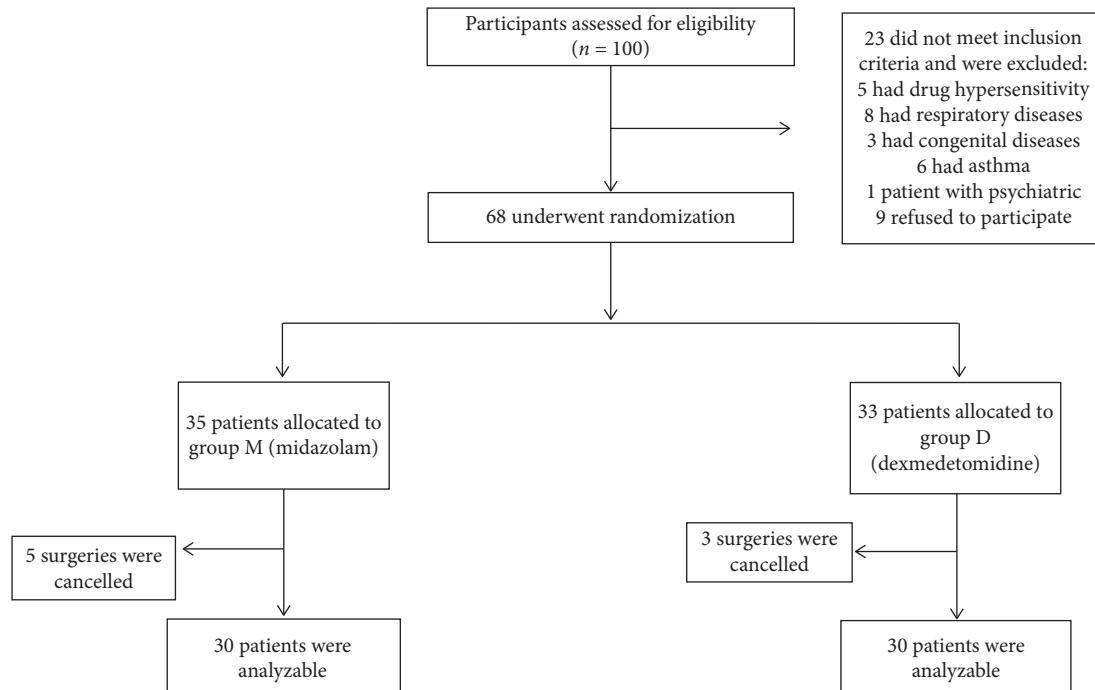 Participants assessed for eligibility
(n = 100)
23 did not meet inclusion
criteria and were excluded:
5 had drug hypersensitivity
8 had respiratory diseases
3 had congenital diseases
6 had asthma
1 patient with psychiatric
9 refused to participate
68 underwent randomization
35 patients allocated to
group M (midazolam)
33 patients allocated to
group D
(dexmedetomidine)
5 surgeries were
cancelled
3 surgeries were
cancelled
30 patients were
analyzable
30 patients were
analyzable